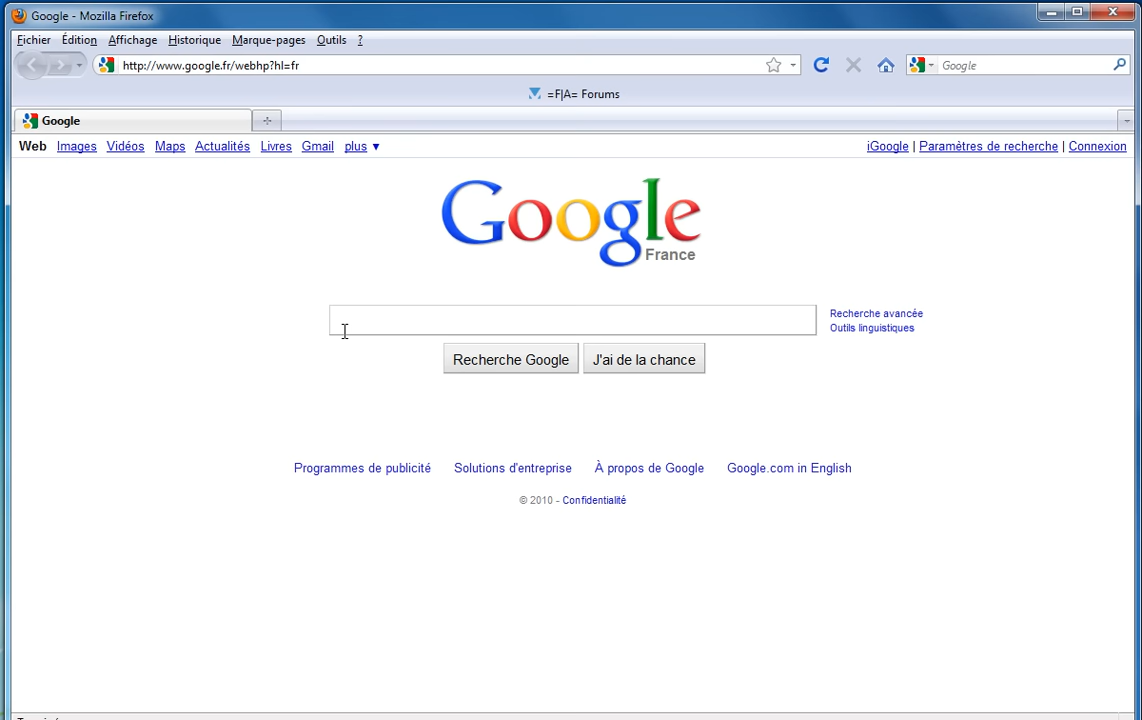 Google - Mozilla Firefox
Fichier Édition Affichage Historique Marque-pages Outils ?
http://www.google.fr/webhp?hl=fr Google
=F|A= Forums
Google
Web Images Vidéos Maps Actualités Livres Gmail plus ▼ iGoogle | Paramètres de recherche | Connexion
Google
France
Recherche avancée
Outils linguistiques
Recherche Google J'ai de la chance
Programmes de publicité Solutions d'entreprise À propos de Google Google.com in English
© 2010 - Confidentialité